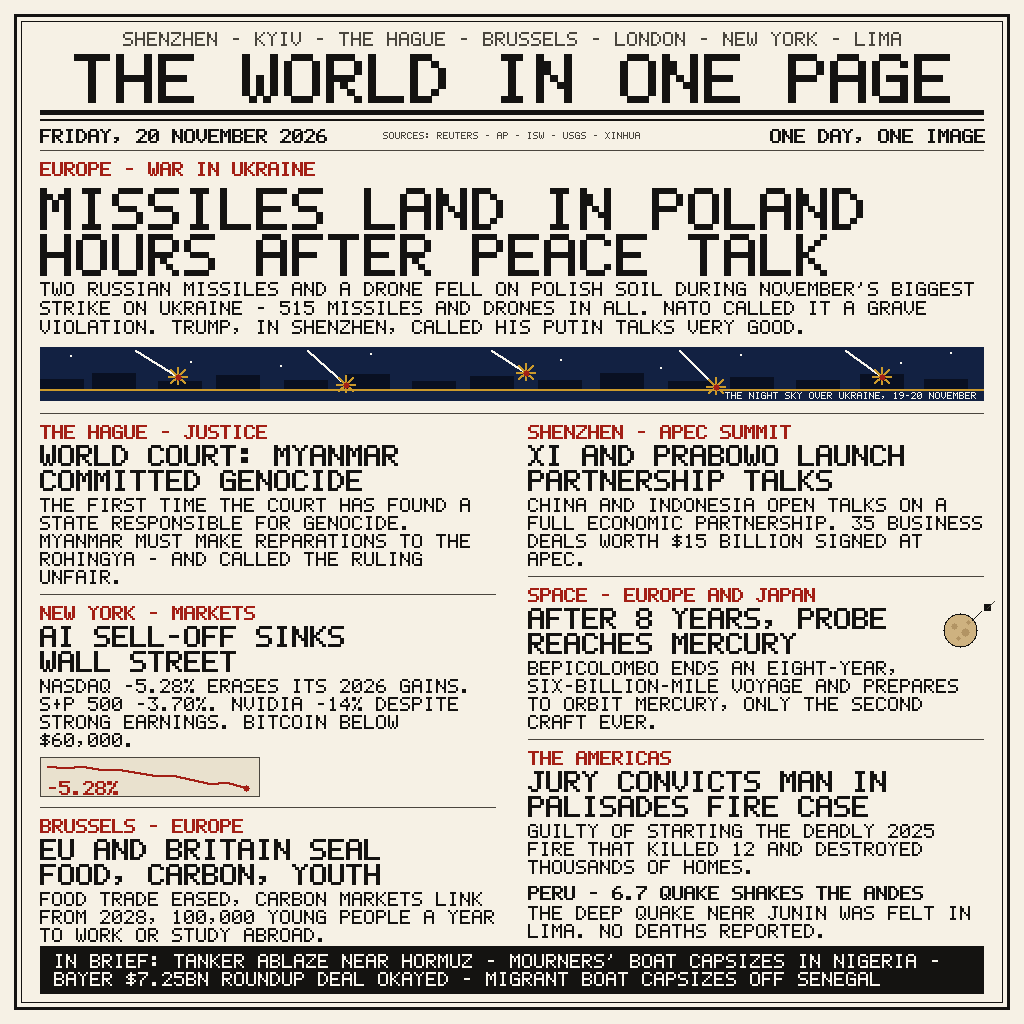 SHENZHEN - KYIV - THE HAGUE - BRUSSELS - LONDON - NEW YORK - LIMA
THE WORLD IN ONE PAGE
FRIDAY, 20 NOVEMBER 2026
SOURCES: REUTERS - AP - ISW - USGS - XINHUA
ONE DAY, ONE IMAGE
EUROPE - WAR IN UKRAINE
MISSILES LAND IN POLAND
HOURS AFTER PEACE TALK
TWO RUSSIAN MISSILES AND A DRONE FELL ON POLISH SOIL DURING NOVEMBER'S BIGGEST
STRIKE ON UKRAINE - 515 MISSILES AND DRONES IN ALL. NATO CALLED IT A GRAVE
VIOLATION. TRUMP, IN SHENZHEN, CALLED HIS PUTIN TALKS VERY GOOD.
THE NIGHT SKY OVER UKRAINE, 19-20 NOVEMBER
THE HAGUE - JUSTICE
WORLD COURT: MYANMAR
COMMITTED GENOCIDE
THE FIRST TIME THE COURT HAS FOUND A
STATE RESPONSIBLE FOR GENOCIDE.
MYANMAR MUST MAKE REPARATIONS TO THE
ROHINGYA - AND CALLED THE RULING
UNFAIR.
NEW YORK - MARKETS
AI SELL-OFF SINKS
WALL STREET
NASDAQ -5.28% ERASES ITS 2026 GAINS.
S+P 500 -3.70%. NVIDIA -14% DESPITE
STRONG EARNINGS. BITCOIN BELOW
$60,000.
-5.28%
BRUSSELS - EUROPE
EU AND BRITAIN SEAL
FOOD, CARBON, YOUTH
FOOD TRADE EASED, CARBON MARKETS LINK
FROM 2028, 100,000 YOUNG PEOPLE A YEAR
TO WORK OR STUDY ABROAD.
SHENZHEN - APEC SUMMIT
XI AND PRABOWO LAUNCH
PARTNERSHIP TALKS
CHINA AND INDONESIA OPEN TALKS ON A
FULL ECONOMIC PARTNERSHIP. 35 BUSINESS
DEALS WORTH $15 BILLION SIGNED AT
APEC.
SPACE - EUROPE AND JAPAN
AFTER 8 YEARS, PROBE
REACHES MERCURY
BEPICOLOMBO ENDS AN EIGHT-YEAR,
SIX-BILLION-MILE VOYAGE AND PREPARES
TO ORBIT MERCURY, ONLY THE SECOND
CRAFT EVER.
THE AMERICAS
JURY CONVICTS MAN IN
PALISADES FIRE CASE
GUILTY OF STARTING THE DEADLY 2025
FIRE THAT KILLED 12 AND DESTROYED
THOUSANDS OF HOMES.
PERU - 6.7 QUAKE SHAKES THE ANDES
THE DEEP QUAKE NEAR JUNIN WAS FELT IN
LIMA. NO DEATHS REPORTED.
IN BRIEF: TANKER ABLAZE NEAR HORMUZ - MOURNERS' BOAT CAPSIZES IN NIGERIA -
BAYER $7.25BN ROUNDUP DEAL OKAYED - MIGRANT BOAT CAPSIZES OFF SENEGAL